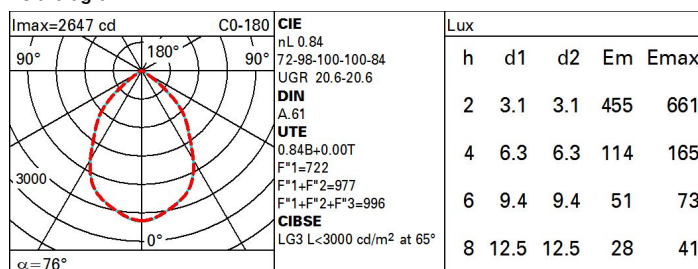 Imax=2647 cd C0-180
90° 180° 90°
3000
0°
α=76°
CIE
nL 0.84
72-98-100-100-84
UGR 20.6-20.6
DIN
A.61
UTE
0.84B+0.00T
F"1=722
F"1+F"2=977
F"1+F"2+F"3=996
CIBSE
LG3 L<3000 cd/m² at 65°
Lux
h d1 d2 Em Emax
2 3.1 3.1 455 661
4 6.3 6.3 114 165
6 9.4 9.4 51 73
8 12.5 12.5 28 41